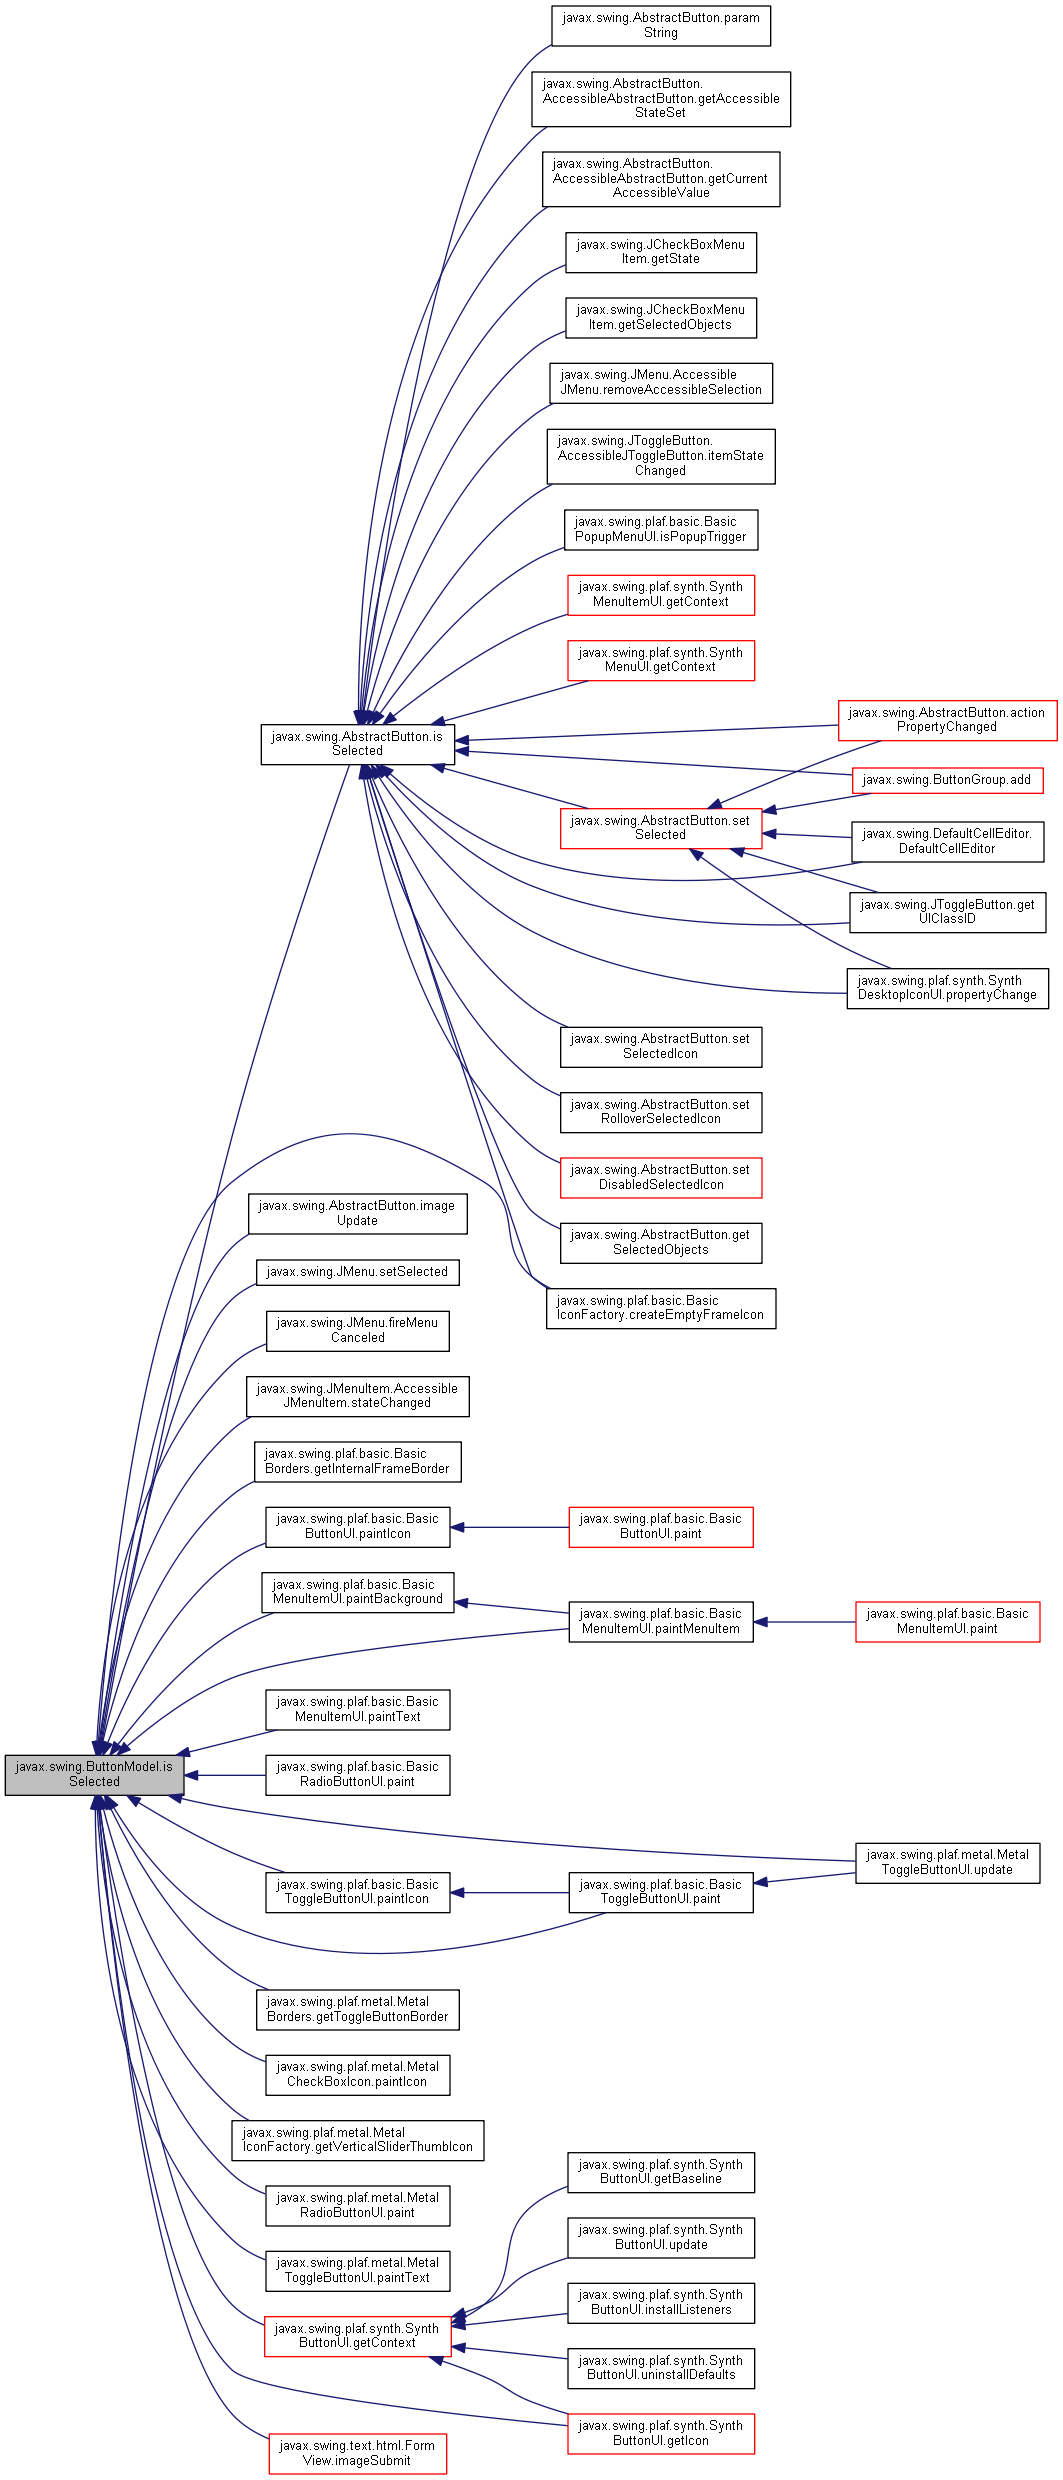 javax.swing.AbstractButton.param
String
javax.swing.AbstractButton.
AccessibleAbstractButton.getAccessible
StateSet
javax.swing.AbstractButton.
AccessibleAbstractButton.getCurrent
AccessibleValue
javax.swing.JCheckBoxMenu
Item.getState
javax.swing.JCheckBoxMenu
Item.getSelectedObjects
javax.swing.JMenu.Accessible
JMenu.removeAccessibleSelection
javax.swing.JToggleButton.
AccessibleJToggleButton.itemState
Changed
javax.swing.plaf.basic.Basic
PopupMenuUI.isPopupTrigger
javax.swing.plaf.synth.Synth
MenuItemUI.getContext
javax.swing.plaf.synth.Synth
MenuUI.getContext
javax.swing.AbstractButton.is
Selected
javax.swing.AbstractButton.action
PropertyChanged
javax.swing.ButtonGroup.add
javax.swing.AbstractButton.set
Selected
javax.swing.DefaultCellEditor.
DefaultCellEditor
javax.swing.JToggleButton.get
UIClassID
javax.swing.plaf.synth.Synth
DesktopIconUI.propertyChange
javax.swing.AbstractButton.set
SelectedIcon
javax.swing.AbstractButton.set
RolloverSelectedIcon
javax.swing.AbstractButton.set
DisabledSelectedIcon
javax.swing.AbstractButton.get
SelectedObjects
javax.swing.plaf.basic.Basic
IconFactory.createEmptyFrameIcon
javax.swing.AbstractButton.image
Update
javax.swing.JMenu.setSelected
javax.swing.JMenu.fireMenu
Canceled
javax.swing.JMenuItem.Accessible
JMenuItem.stateChanged
javax.swing.plaf.basic.Basic
Borders.getInternalFrameBorder
javax.swing.plaf.basic.Basic
ButtonUI.paintIcon
javax.swing.plaf.basic.Basic
ButtonUI.paint
javax.swing.plaf.basic.Basic
MenuItemUI.paintBackground
javax.swing.plaf.basic.Basic
MenuItemUI.paintMenuItem
javax.swing.plaf.basic.Basic
MenuItemUI.paint
javax.swing.plaf.basic.Basic
MenuItemUI.paintText
javax.swing.ButtonModel.is
Selected
javax.swing.plaf.basic.Basic
RadioButtonUI.paint
javax.swing.plaf.metal.Metal
ToggleButtonUI.update
javax.swing.plaf.basic.Basic
ToggleButtonUI.paintIcon
javax.swing.plaf.basic.Basic
ToggleButtonUI.paint
javax.swing.plaf.metal.Metal
Borders.getToggleButtonBorder
javax.swing.plaf.metal.Metal
CheckBoxIcon.paintIcon
javax.swing.plaf.metal.Metal
IconFactory.getVerticalSliderThumbIcon
javax.swing.plaf.metal.Metal
RadioButtonUI.paint
javax.swing.plaf.metal.Metal
ToggleButtonUI.paintText
javax.swing.plaf.synth.Synth
ButtonUI.getContext
javax.swing.plaf.synth.Synth
ButtonUI.getBaseline
javax.swing.plaf.synth.Synth
ButtonUI.update
javax.swing.plaf.synth.Synth
ButtonUI.installListeners
javax.swing.plaf.synth.Synth
ButtonUI.uninstallDefaults
javax.swing.plaf.synth.Synth
ButtonUI.getIcon
javax.swing.text.html.Form
View.imageSubmit